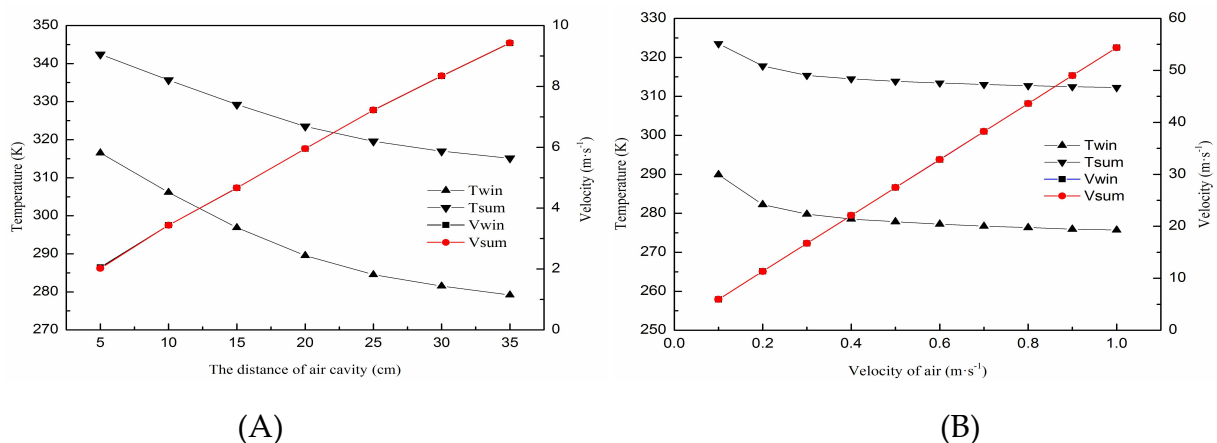 350
340
330
320
310
300
290
280
270
Temperature (K)
10
8
6
4
2
0
Velocity (m·s⁻¹)
Twin
Tsum
Vwin
Vsum
5 10 15 20 25 30 35
The distance of air cavity (cm)
(A)
330
320
310
300
290
280
270
260
250
Temperature (K)
60
50
40
30
20
10
0
Velocity (m·s⁻¹)
Twin
Tsum
Vwin
Vsum
0.0 0.2 0.4 0.6 0.8 1.0
Velocity of air (m·s⁻¹)
(B)